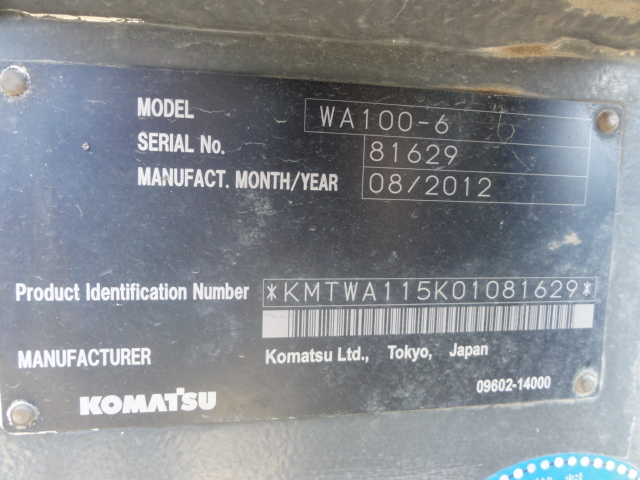 MODEL WA100-6
SERIAL No. 81629
MANUFACT. MONTH/YEAR 08/2012
Product Identification Number *KMTWA115K01081629*
MANUFACTURER Komatsu Ltd., Tokyo, Japan
KOMATSU 09602-14000